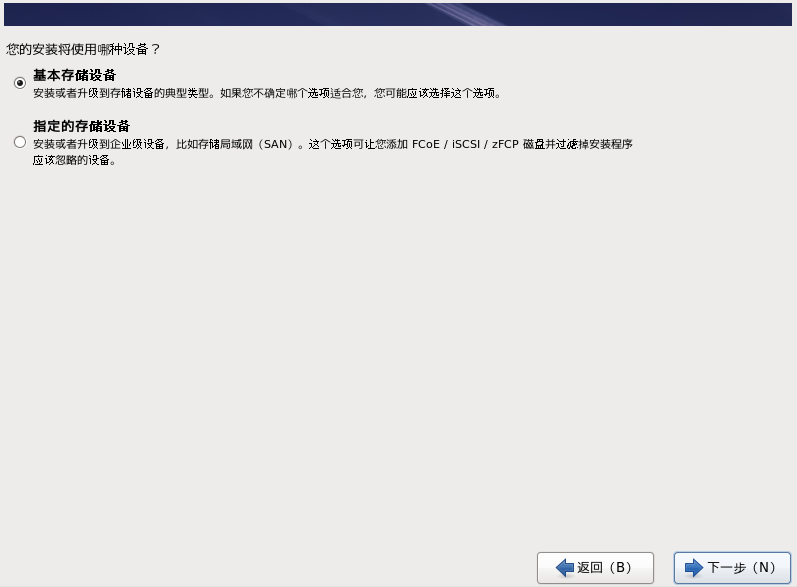 您的安装将使用哪种设备？
基本存储设备
安装或者升级到存储设备的典型类型。如果您不确定哪个选项适合您，您可能应该选择这个选项。
指定的存储设备
安装或者升级到企业级设备，比如存储局域网（SAN）。这个选项可让您添加 FCoE / iSCSI / zFCP 磁盘并过滤掉安装程序
应该忽略的设备。
返回（B）
下一步（N）